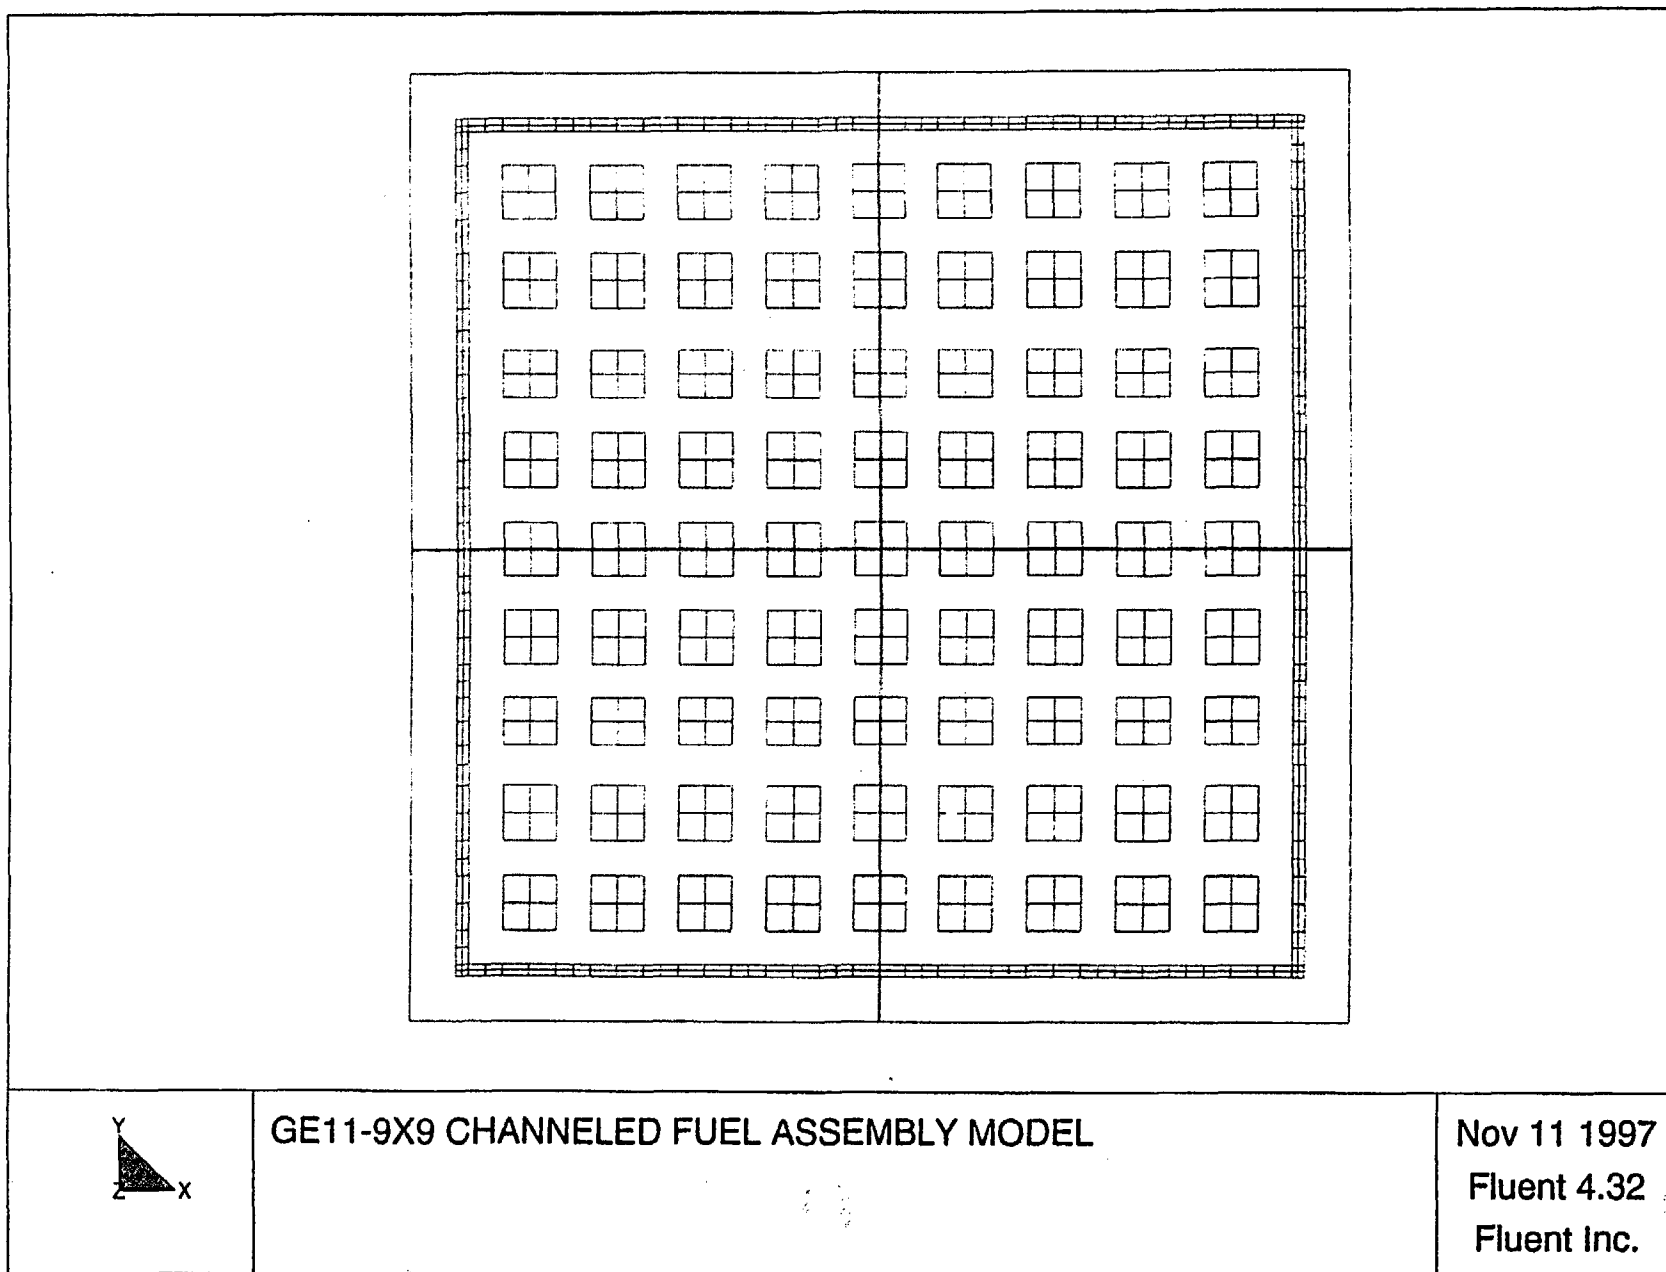 Y
Z X
GE11-9X9 CHANNELED FUEL ASSEMBLY MODEL
Nov 11 1997
Fluent 4.32
Fluent Inc.